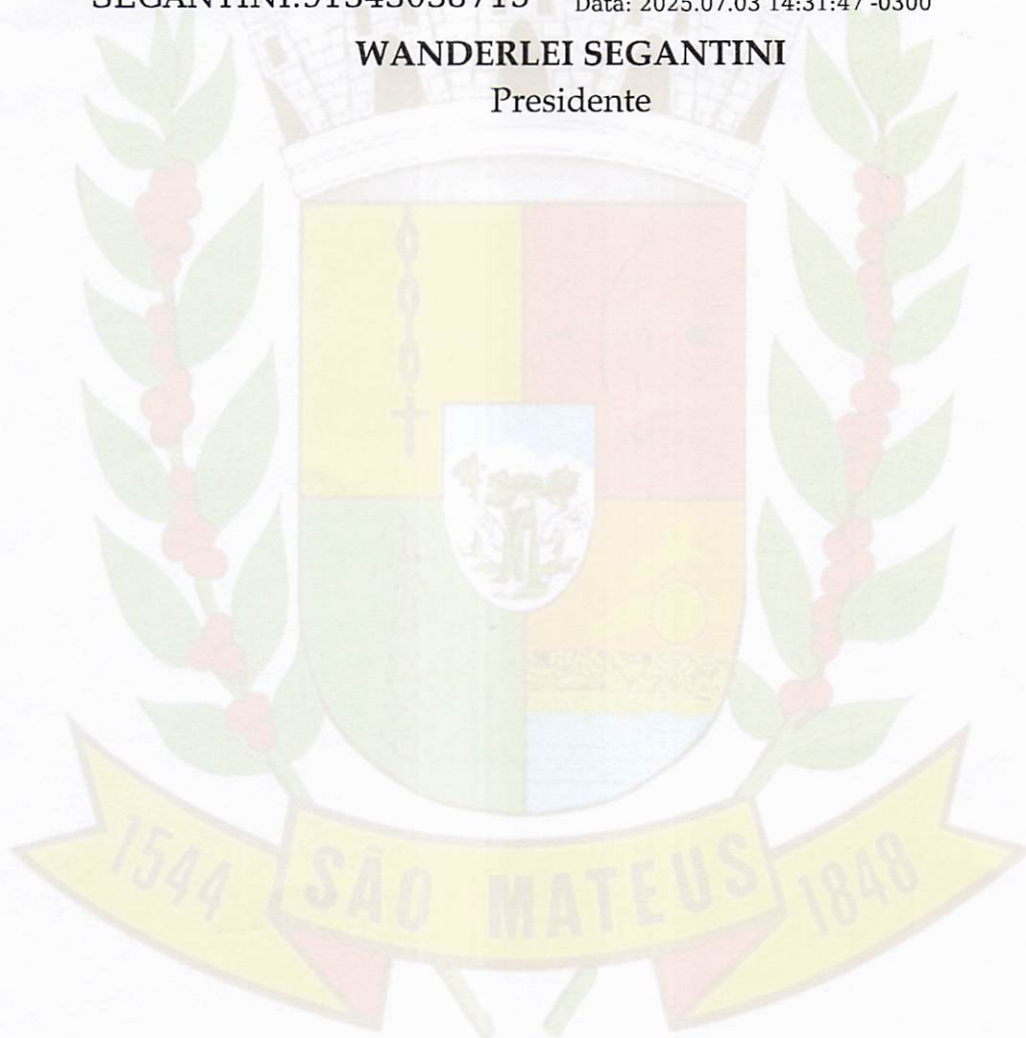 Data: 2025.07.03 14:31:47 -0300
WANDERLEI SEGANTINI
Presidente
1544 SÃO MATEUS 1848